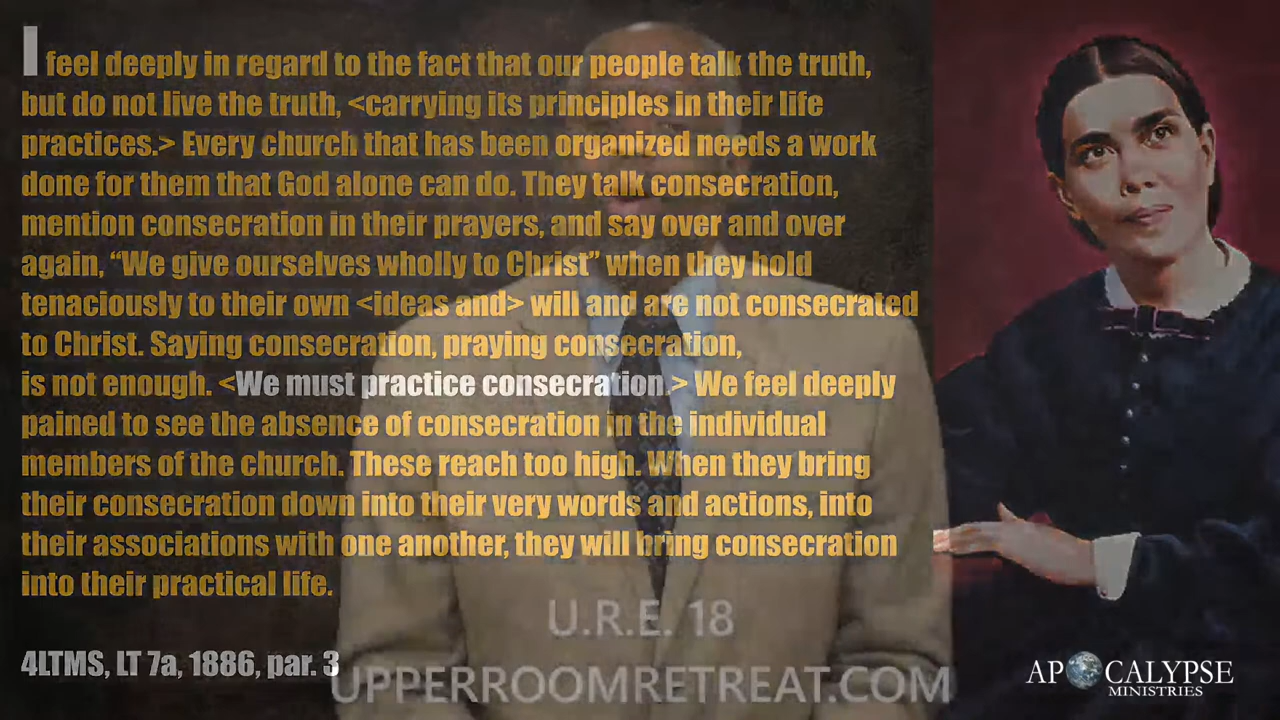 I feel deeply in regard to the fact that our people talk the truth,
but do not live the truth, <carrying its principles in their life
practices.> Every church that has been organized needs a work
done for them that God alone can do. They talk consecration,
mention consecration in their prayers, and say over and over
again, “We give ourselves wholly to Christ” when they hold
tenaciously to their own <ideas and> will and are not consecrated
to Christ. Saying consecration, praying consecration,
is not enough. <We must practice consecration.> We feel deeply
pained to see the absence of consecration in the individual
members of the church. These reach too high. When they bring
their consecration down into their very words and actions, into
their associations with one another, they will bring consecration
into their practical life.
U.R.E. 18
4LTMS, LT 7a, 1886, par. 3
UPPERROOMRETREAT.COM
APOCALYPSE
MINISTRIES